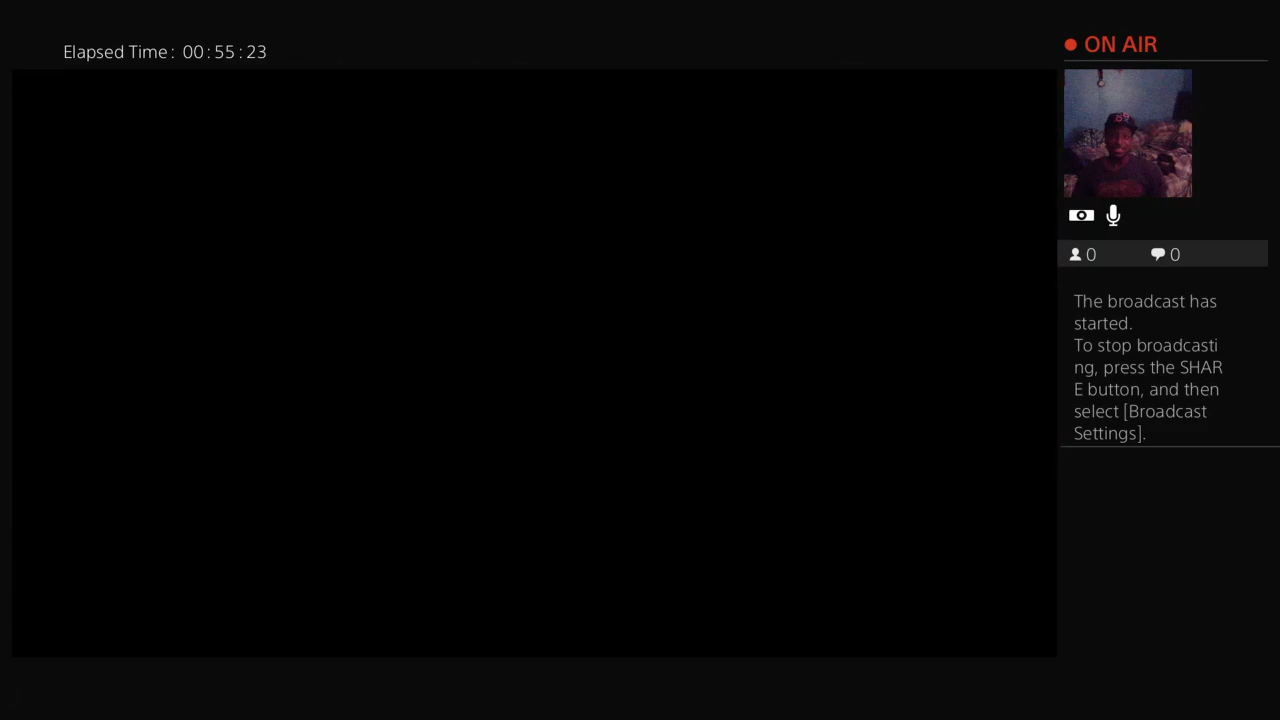 Elapsed Time: 00:55:23
ON AIR
89
0 0
The broadcast has
started.
To stop broadcasti
ng, press the SHAR
E button, and then
select [Broadcast
Settings].